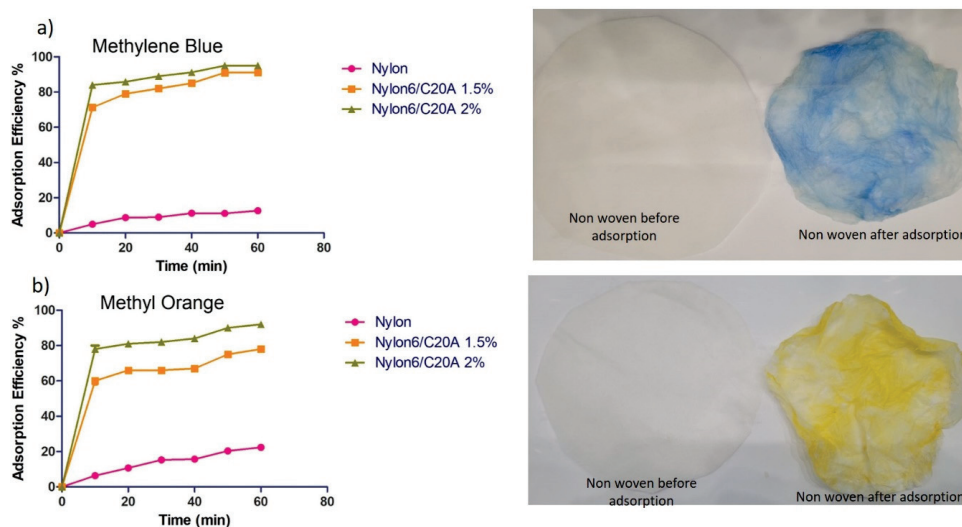 a)
Methylene Blue
Adsorption Efficiency %
100
80
60
40
20
0
0 20 40 60 80
Time (min)
Nylon
Nylon6/C20A 1.5%
Nylon6/C20A 2%
Non woven before
adsorption
Non woven after adsorption
b)
Methyl Orange
Adsorption Efficiency %
100
80
60
40
20
0
0 20 40 60 80
Time (min)
Nylon
Nylon6/C20A 1.5%
Nylon6/C20A 2%
Non woven before
adsorption
Non woven after adsorption